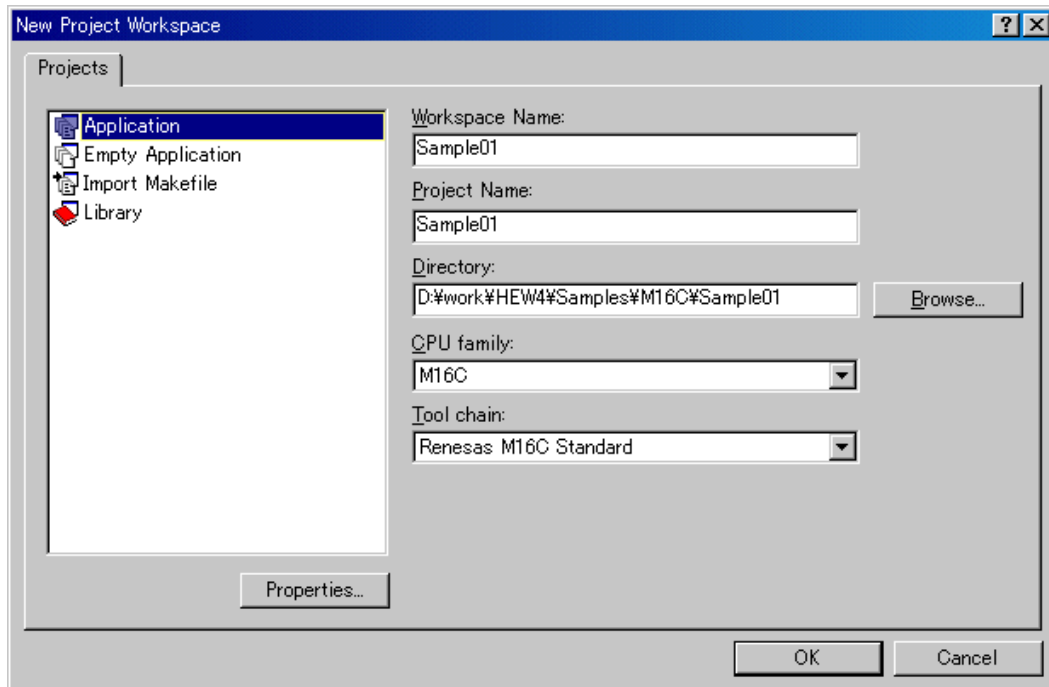 New Project Workspace
Projects
Application
Empty Application
Import Makefile
Library
Properties...
Workspace Name:
Sample01
Project Name:
Sample01
Directory:
D:¥work¥HEW4¥Samples¥M16C¥Sample01
Browse...
CPU family:
M16C
Tool chain:
Renesas M16C Standard
OK
Cancel